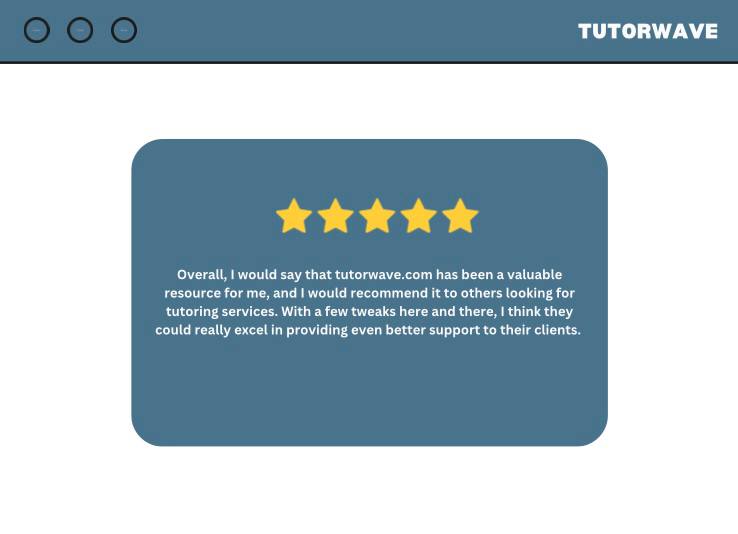 TUTORWAVE
Overall, I would say that tutorwave.com has been a valuable
resource for me, and I would recommend it to others looking for
tutoring services. With a few tweaks here and there, I think they
could really excel in providing even better support to their clients.